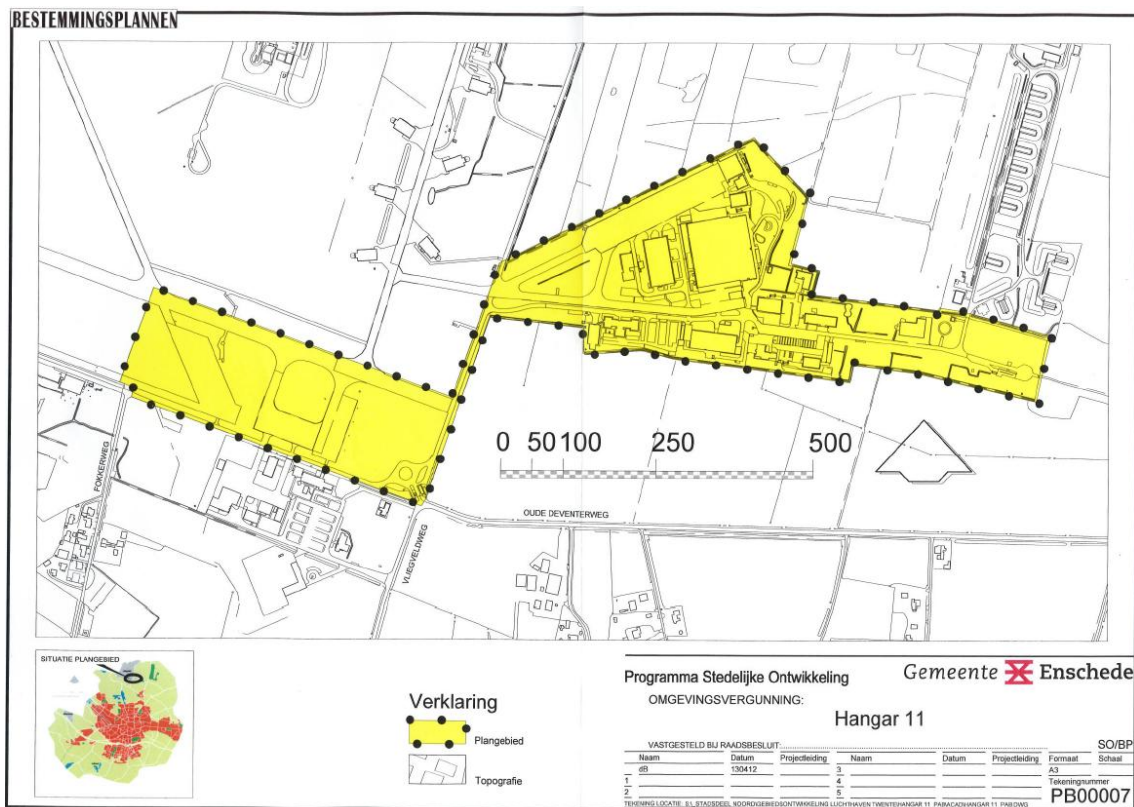 BESTEMMINGSPLANNEN
0 50 100 250 500
FOKKERWEG
VLIEGVELDWEG
OUDE DEVENTERWEG
SITUATIE PLANGEBIED
Verklaring
Plangebied
Topografie
Programma Stedelijke Ontwikkeling
Gemeente Enschede
OMGEVINGSVERGUNNING:
Hangar 11
VASTGESTELD BIJ RAADSBESLUIT: SO/BP
Naam Datum Projectleiding Naam Datum Projectleiding Formaat Schaal
dB 130412 3 A3
1 4 Tekeningnummer
2 5 PB00007